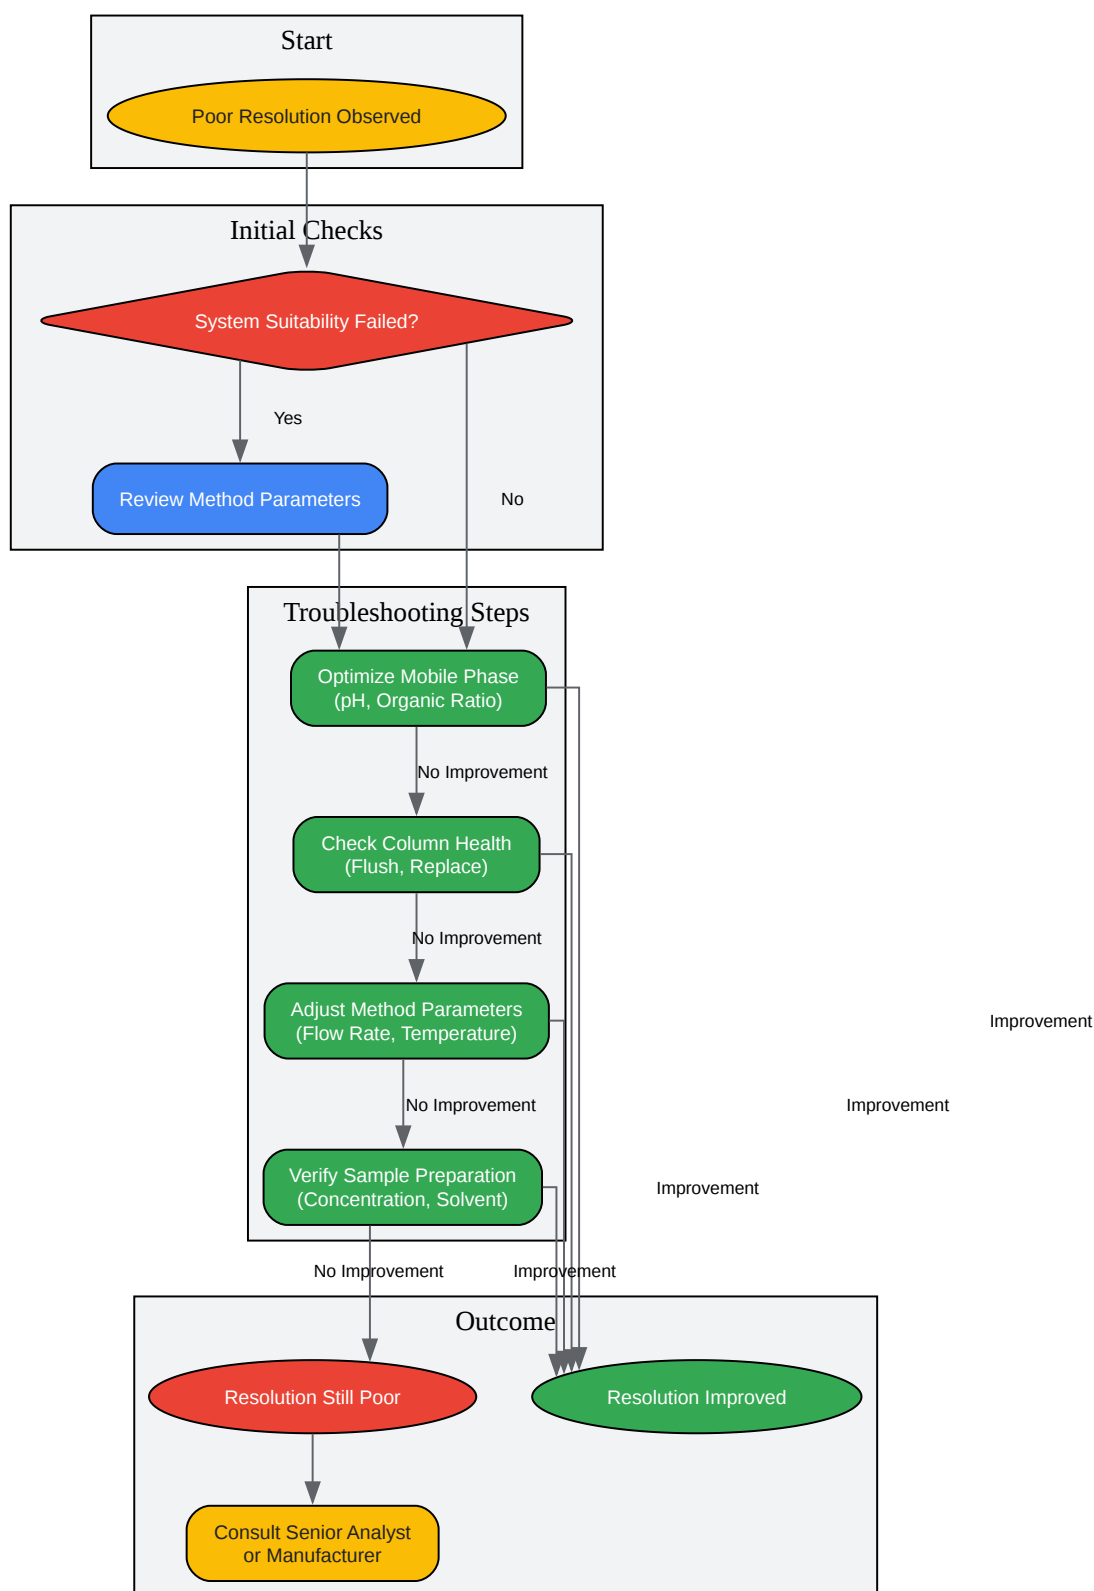 Start
Poor Resolution Observed
Initial Checks
System Suitability Failed?
Yes
Review Method Parameters
No
Troubleshooting Steps
Optimize Mobile Phase
(pH, Organic Ratio)
No Improvement
Check Column Health
(Flush, Replace)
No Improvement
Adjust Method Parameters
(Flow Rate, Temperature)
Improvement
No Improvement
Improvement
Verify Sample Preparation
(Concentration, Solvent)
Improvement
No Improvement
Improvement
Outcome
Resolution Still Poor
Resolution Improved
Consult Senior Analyst
or Manufacturer